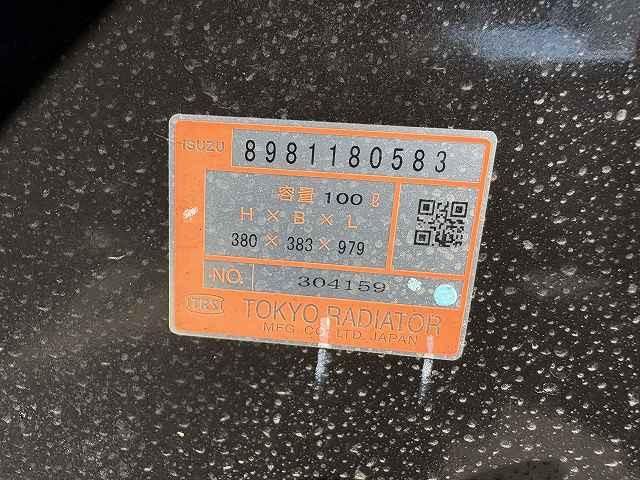 ISUZU 8981180583
容量 100 ℓ
H × B × L
380 × 383 × 979
NO. 304159
TRS TOKYO RADIATOR
MFG. CO., LTD. JAPAN